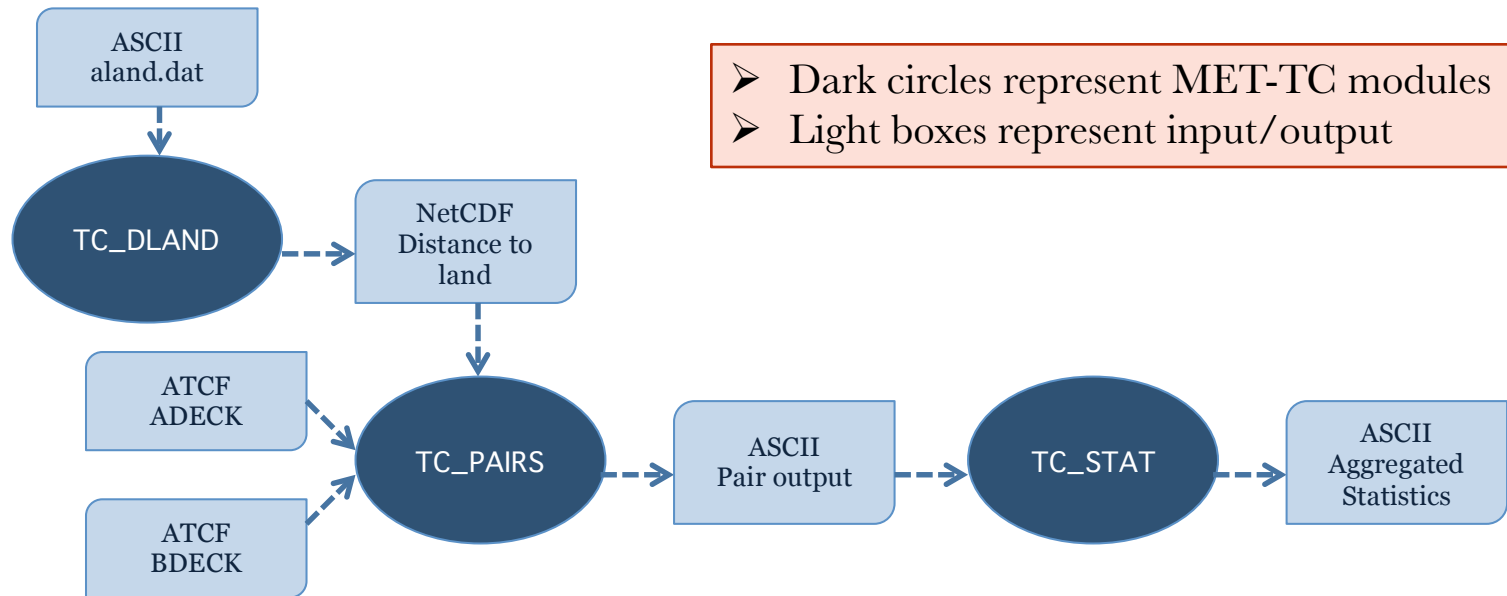 ASCII
aland.dat
➢ Dark circles represent MET-TC modules
➢ Light boxes represent input/output
TC_DLAND
NetCDF
Distance to
land
ATCF
ADECK
TC_PAIRS
ASCII
Pair output
TC_STAT
ASCII
Aggregated
Statistics
ATCF
BDECK